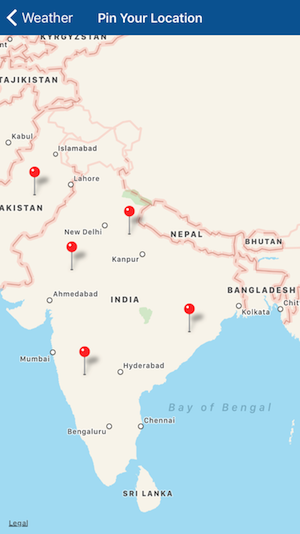 Weather Pin Your Location
KYRGYZSTAN
TAJIKISTAN
Kabul
Islamabad
Lahore
AKISTAN
New Delhi
NEPAL
BHUTAN
Kanpur
BANGLADESH
Ahmedabad
INDIA
Kolkata
Chit
Mumbai
Hyderabad
Bay of Bengal
Chennai
Bengaluru
SRI LANKA
Legal